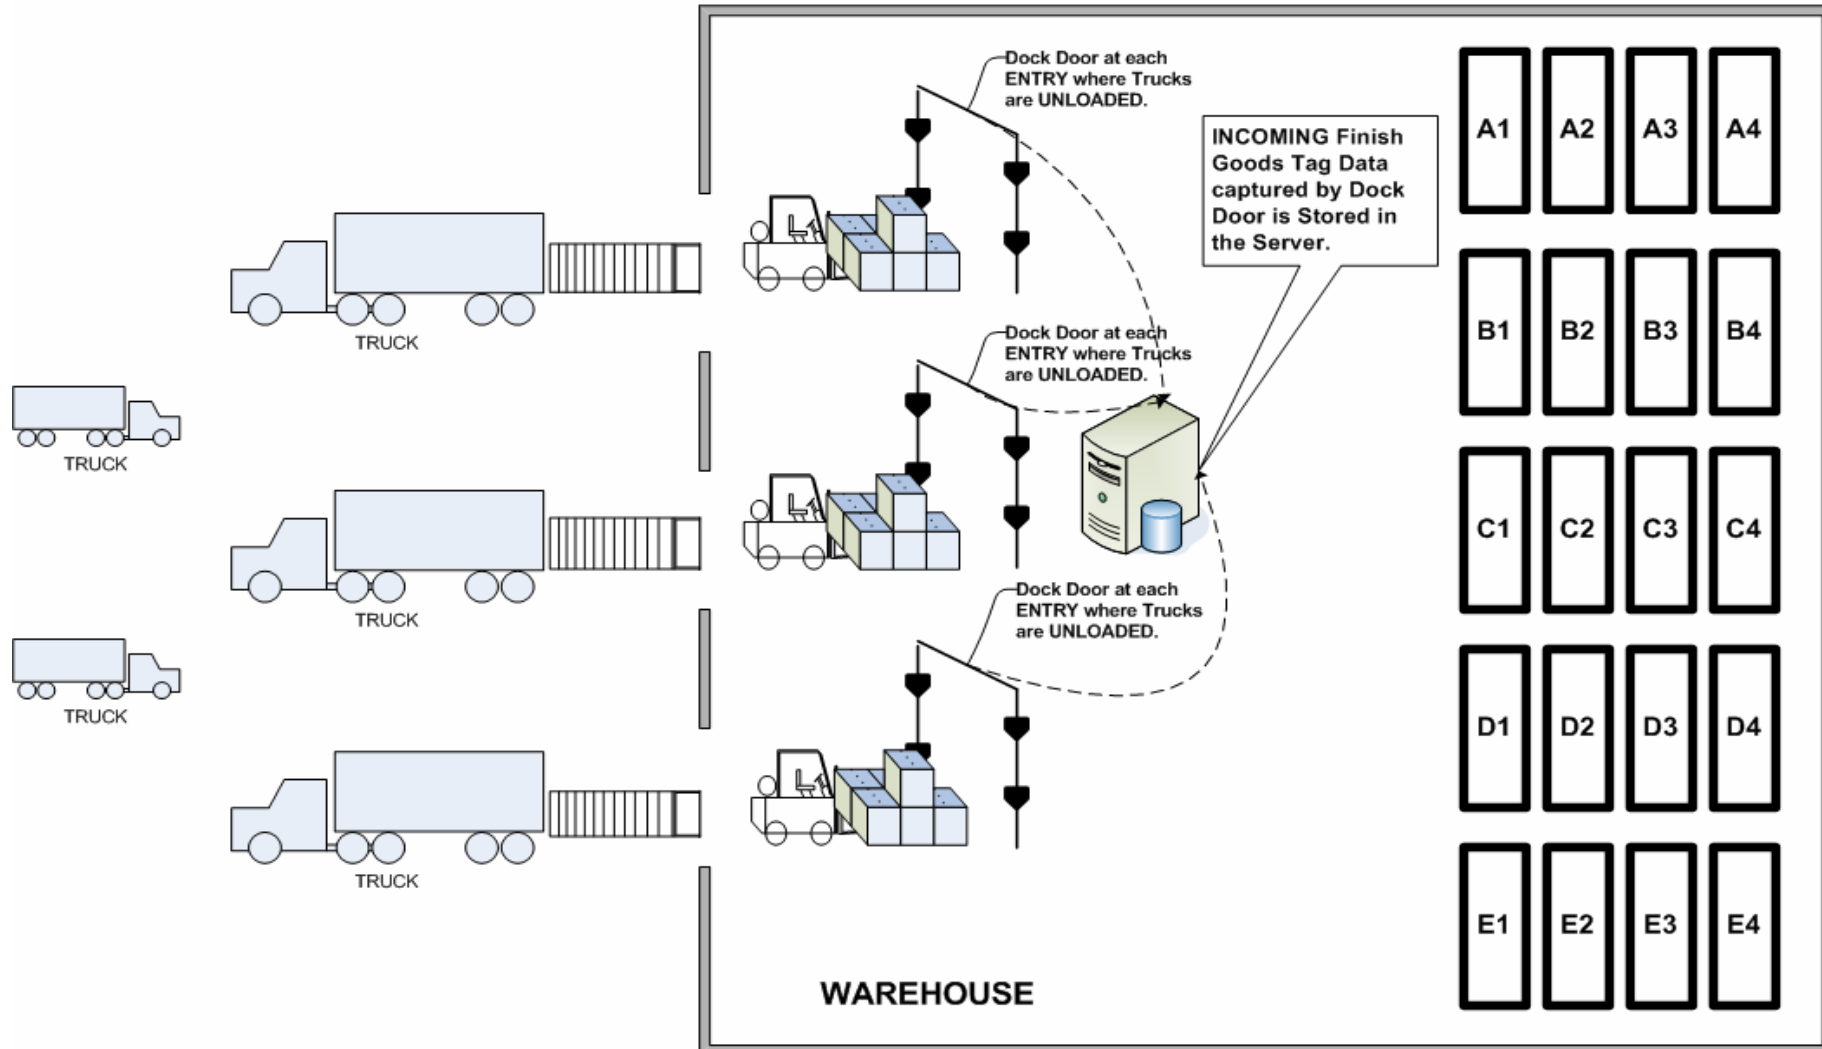 Dock Door at each
ENTRY where Trucks
are UNLOADED.
INCOMING Finish
Goods Tag Data
captured by Dock
Door is Stored in
the Server.
A1 A2 A3 A4
TRUCK
Dock Door at each
ENTRY where Trucks
are UNLOADED.
B1 B2 B3 B4
TRUCK
C1 C2 C3 C4
TRUCK
Dock Door at each
ENTRY where Trucks
are UNLOADED.
TRUCK
D1 D2 D3 D4
TRUCK
E1 E2 E3 E4
WAREHOUSE